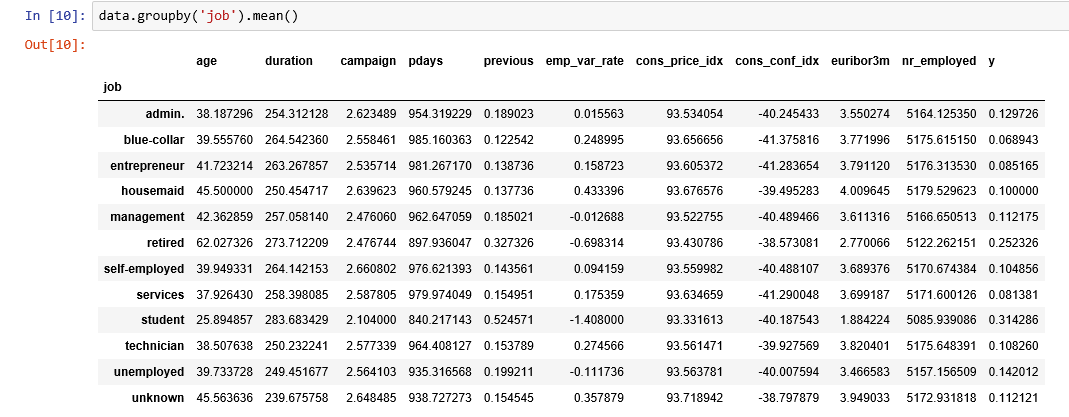 In [10]: data.groupby('job').mean()
Out[10]:
age duration campaign pdays previous emp_var_rate cons_price_idx cons_conf_idx euribor3m nr_employed y
job
admin. 38.187296 254.312128 2.623489 954.319229 0.189023 0.015563 93.534054 -40.245433 3.550274 5164.125350 0.129726
blue-collar 39.555760 264.542360 2.558461 985.160363 0.122542 0.248995 93.656656 -41.375816 3.771996 5175.615150 0.068943
entrepreneur 41.723214 263.267857 2.535714 981.267170 0.138736 0.158723 93.605372 -41.283654 3.791120 5176.313530 0.085165
housemaid 45.500000 250.454717 2.639623 960.579245 0.137736 0.433396 93.676576 -39.495283 4.009645 5179.529623 0.100000
management 42.362859 257.058140 2.476060 962.647059 0.185021 -0.012688 93.522755 -40.489466 3.611316 5166.650513 0.112175
retired 62.027326 273.712209 2.476744 897.936047 0.327326 -0.698314 93.430786 -38.573081 2.770066 5122.262151 0.252326
self-employed 39.949331 264.142153 2.660802 976.621393 0.143561 0.094159 93.559982 -40.488107 3.689376 5170.674384 0.104856
services 37.926430 258.398085 2.587805 979.974049 0.154951 0.175359 93.634659 -41.290048 3.699187 5171.600126 0.081381
student 25.894857 283.683429 2.104000 840.217143 0.524571 -1.408000 93.331613 -40.187543 1.884224 5085.939086 0.314286
technician 38.507638 250.232241 2.577339 964.408127 0.153789 0.274566 93.561471 -39.927569 3.820401 5175.648391 0.108260
unemployed 39.733728 249.451677 2.564103 935.316568 0.199211 -0.111736 93.563781 -40.007594 3.466583 5157.156509 0.142012
unknown 45.563636 239.675758 2.648485 938.727273 0.154545 0.357879 93.718942 -38.797879 3.949033 5172.931818 0.112121